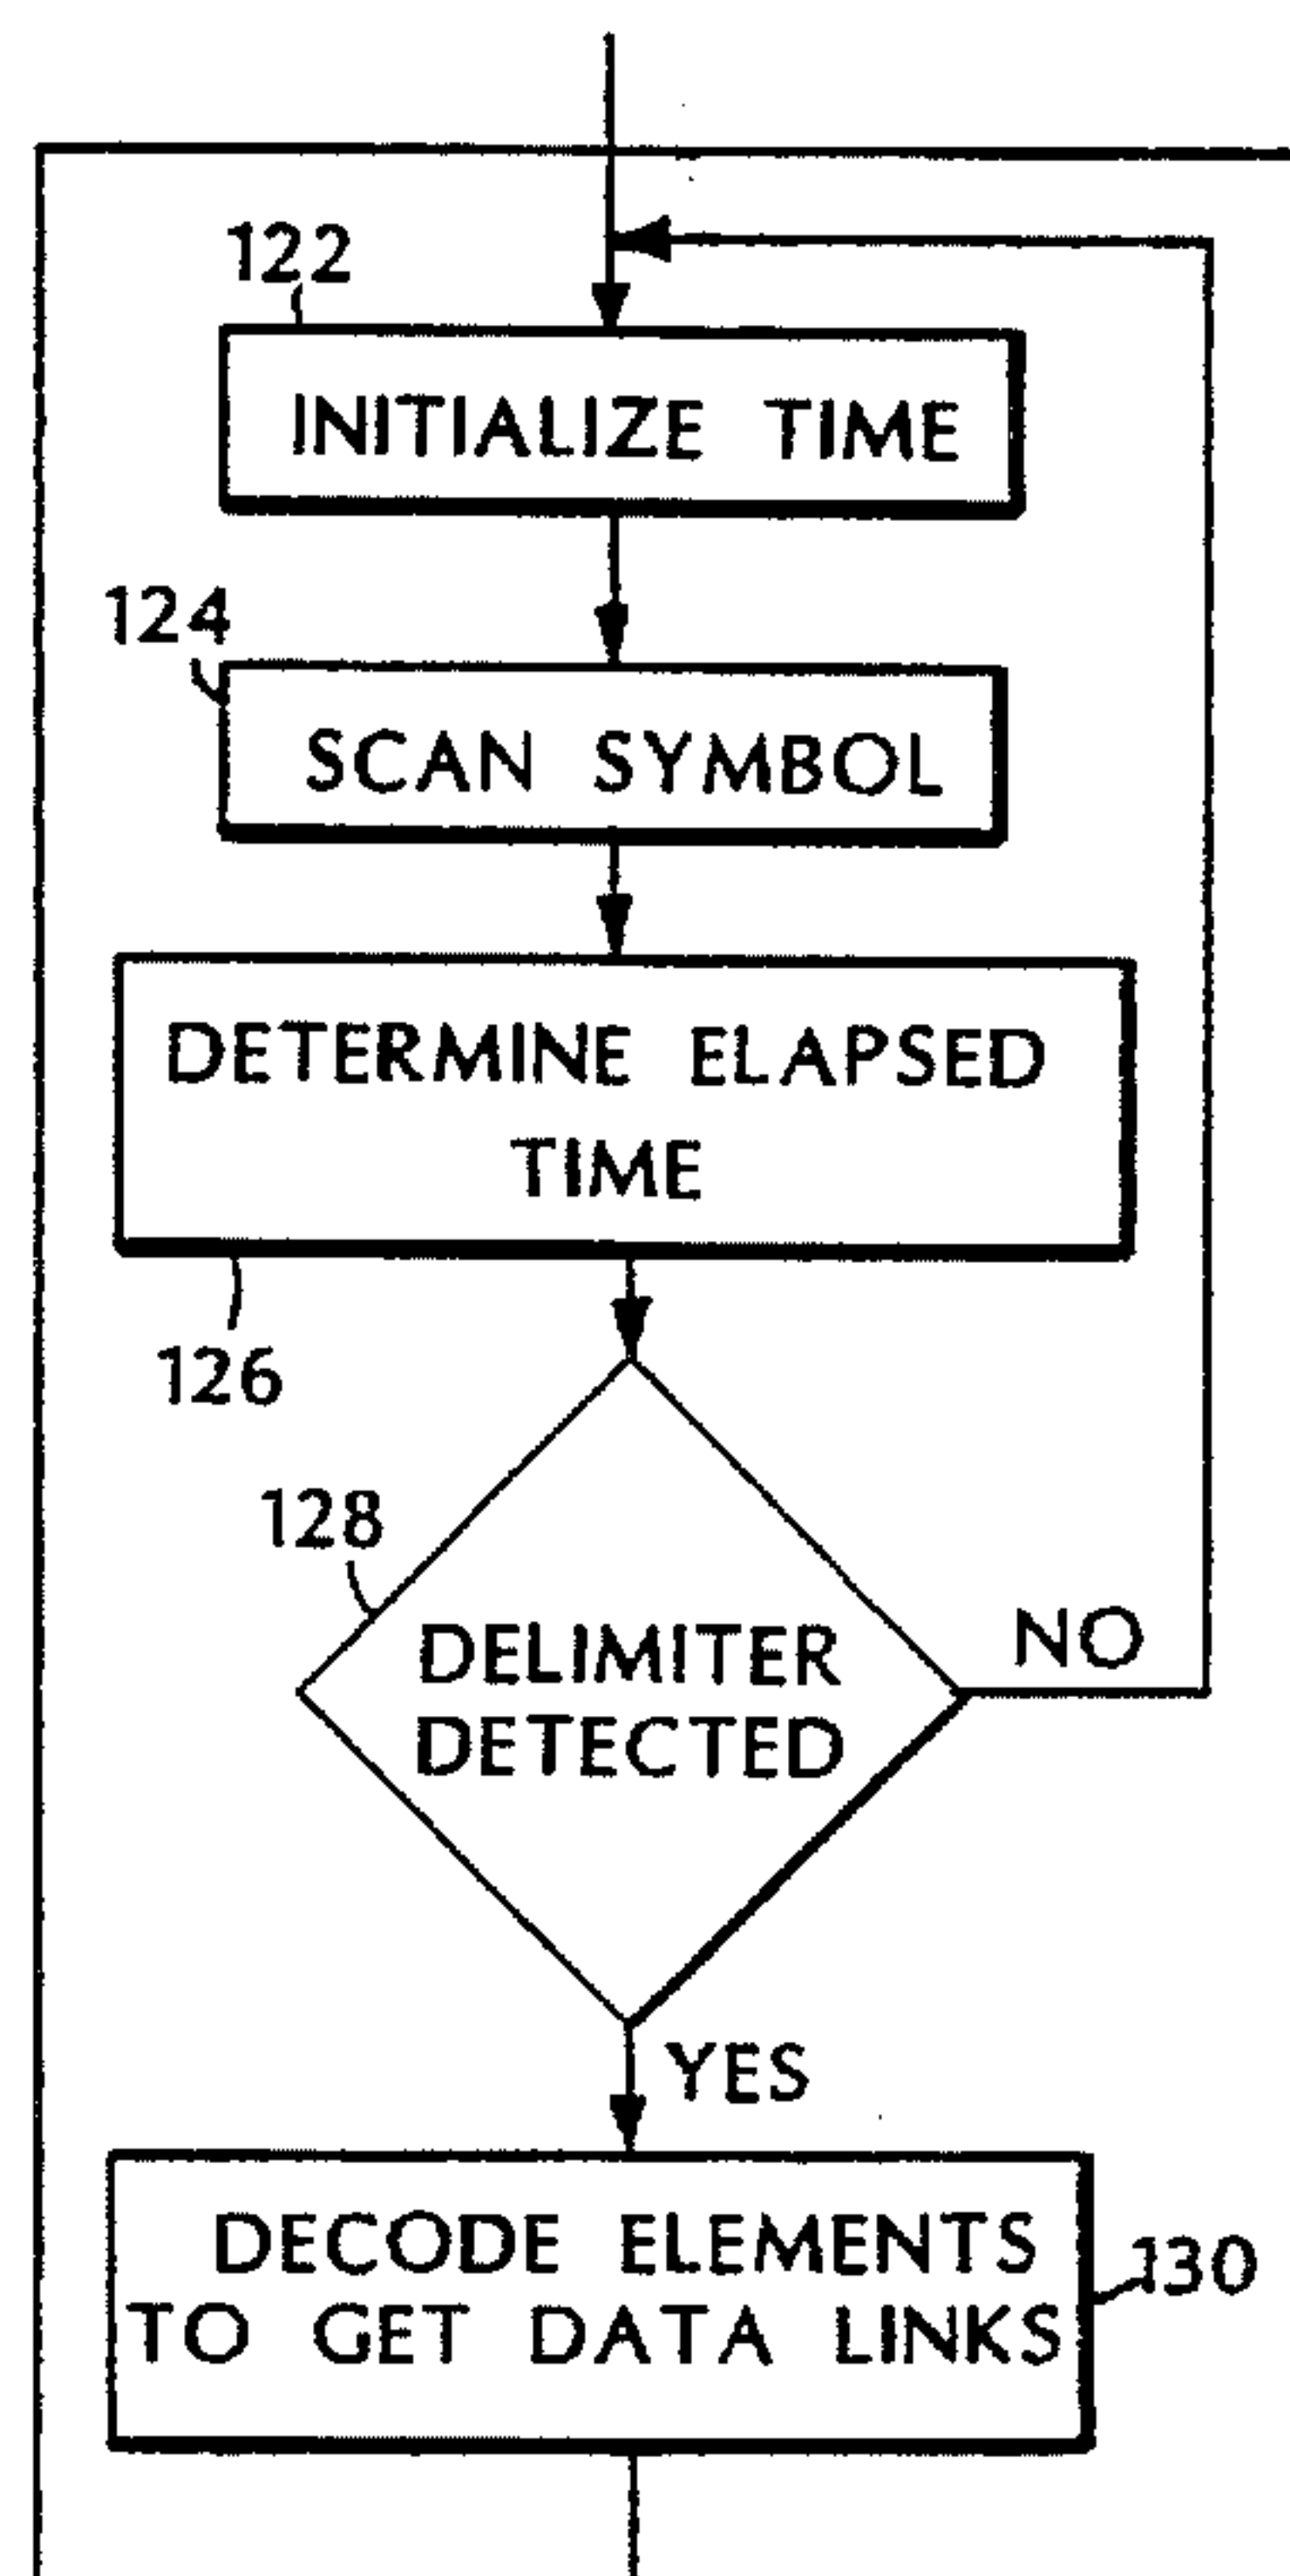 122
INITIALIZE TIME
124
SCAN SYMBOL
DETERMINE ELAPSED
TIME
126
128
DELIMITER
DETECTED
NO
YES
DECODE ELEMENTS
TO GET DATA LINKS
130